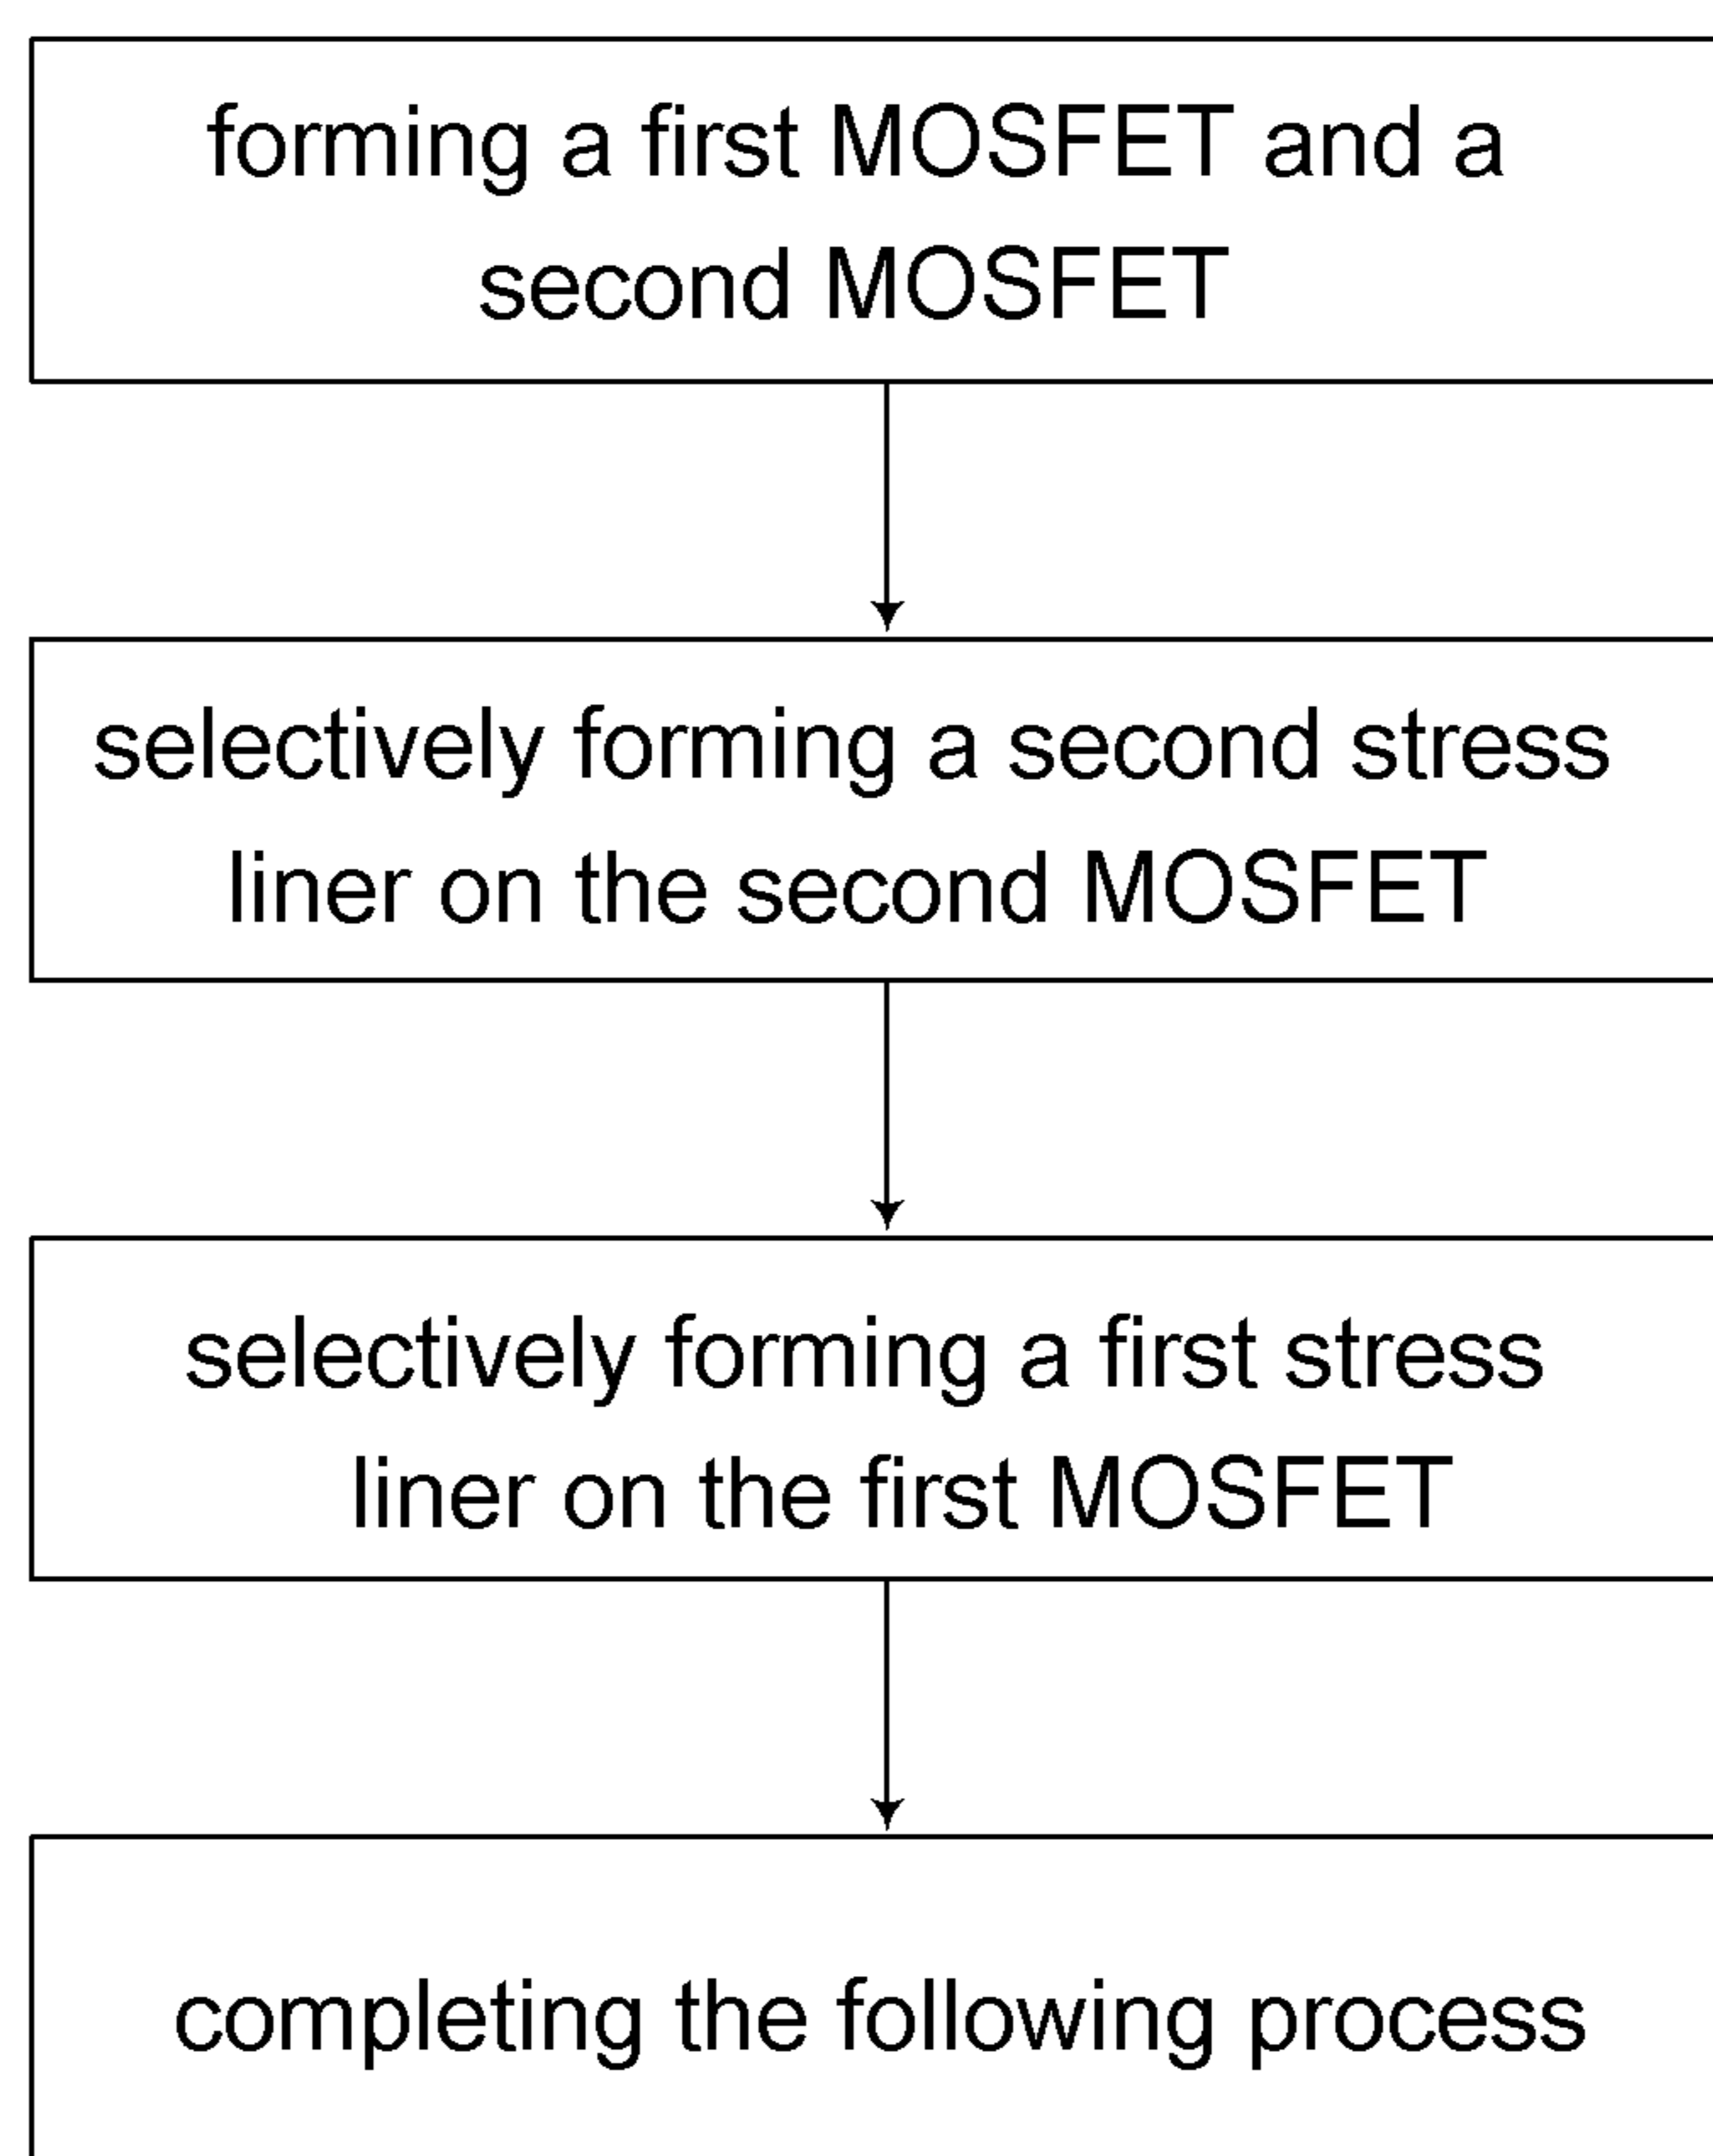 forming a first MOSFET and a
second MOSFET
selectively forming a second stress
liner on the second MOSFET
selectively forming a first stress
liner on the first MOSFET
completing the following process